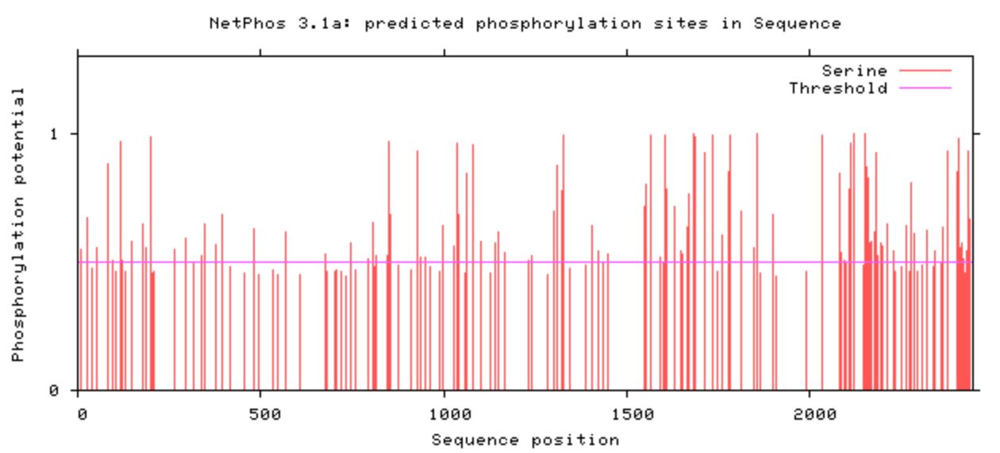 NetPhos 3.1a: predicted phosphorylation sites in Sequence
Serine
Threshold
Phosphorylation potential
1
0
0 500 1000 1500 2000
Sequence position